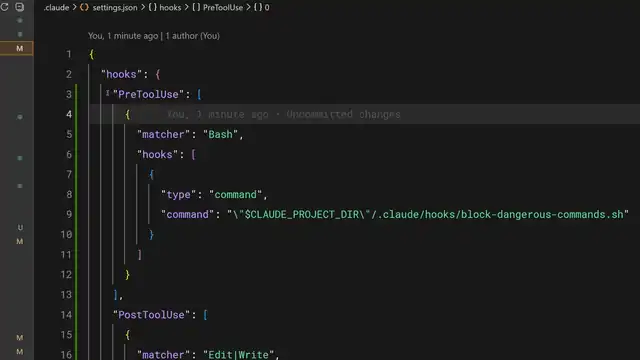 .claude > {} settings.json > {} hooks > [ ] PreToolUse > {} 0
You, 1 minute ago | 1 author (You)
M
1 {
2 "hooks": {
3 "PreToolUse": [
4 { You, 1 minute ago • Uncommitted changes
5 "matcher": "Bash",
6 "hooks": [
7 {
8 "type": "command",
9 "command": "\"$CLAUDE_PROJECT_DIR\"/.claude/hooks/block-dangerous-commands.sh"
10 }
U
11 ]
M
12 }
13 ],
14 "PostToolUse": [
15 {
M
16 "matcher": "Edit|Write",
M